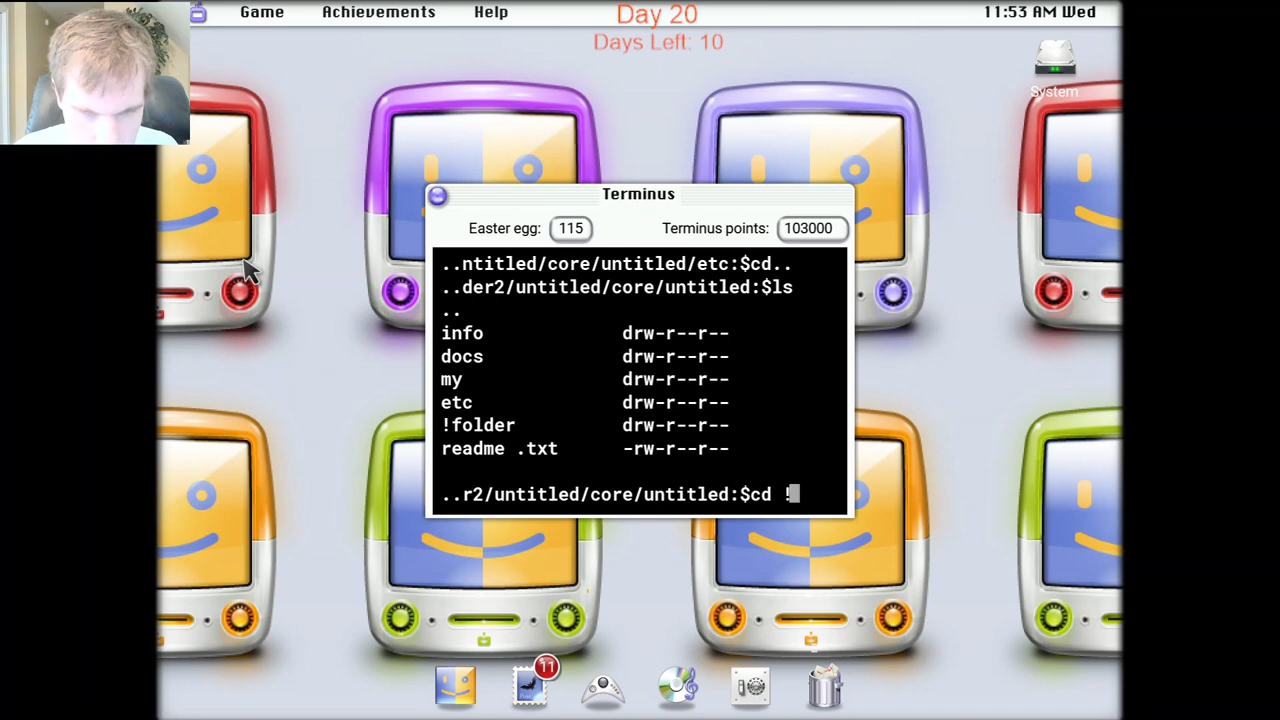 Game Achievements Help Day 20 11:53 AM Wed
Days Left: 10
System
Terminus
Easter egg: 115 Terminus points: 103000
..ntitled/core/untitled/etc:$cd..
..der2/untitled/core/untitled:$ls
..
info drw-r--r--
docs drw-r--r--
my drw-r--r--
etc drw-r--r--
!folder drw-r--r--
readme .txt -rw-r--r--
..r2/untitled/core/untitled:$cd !
11